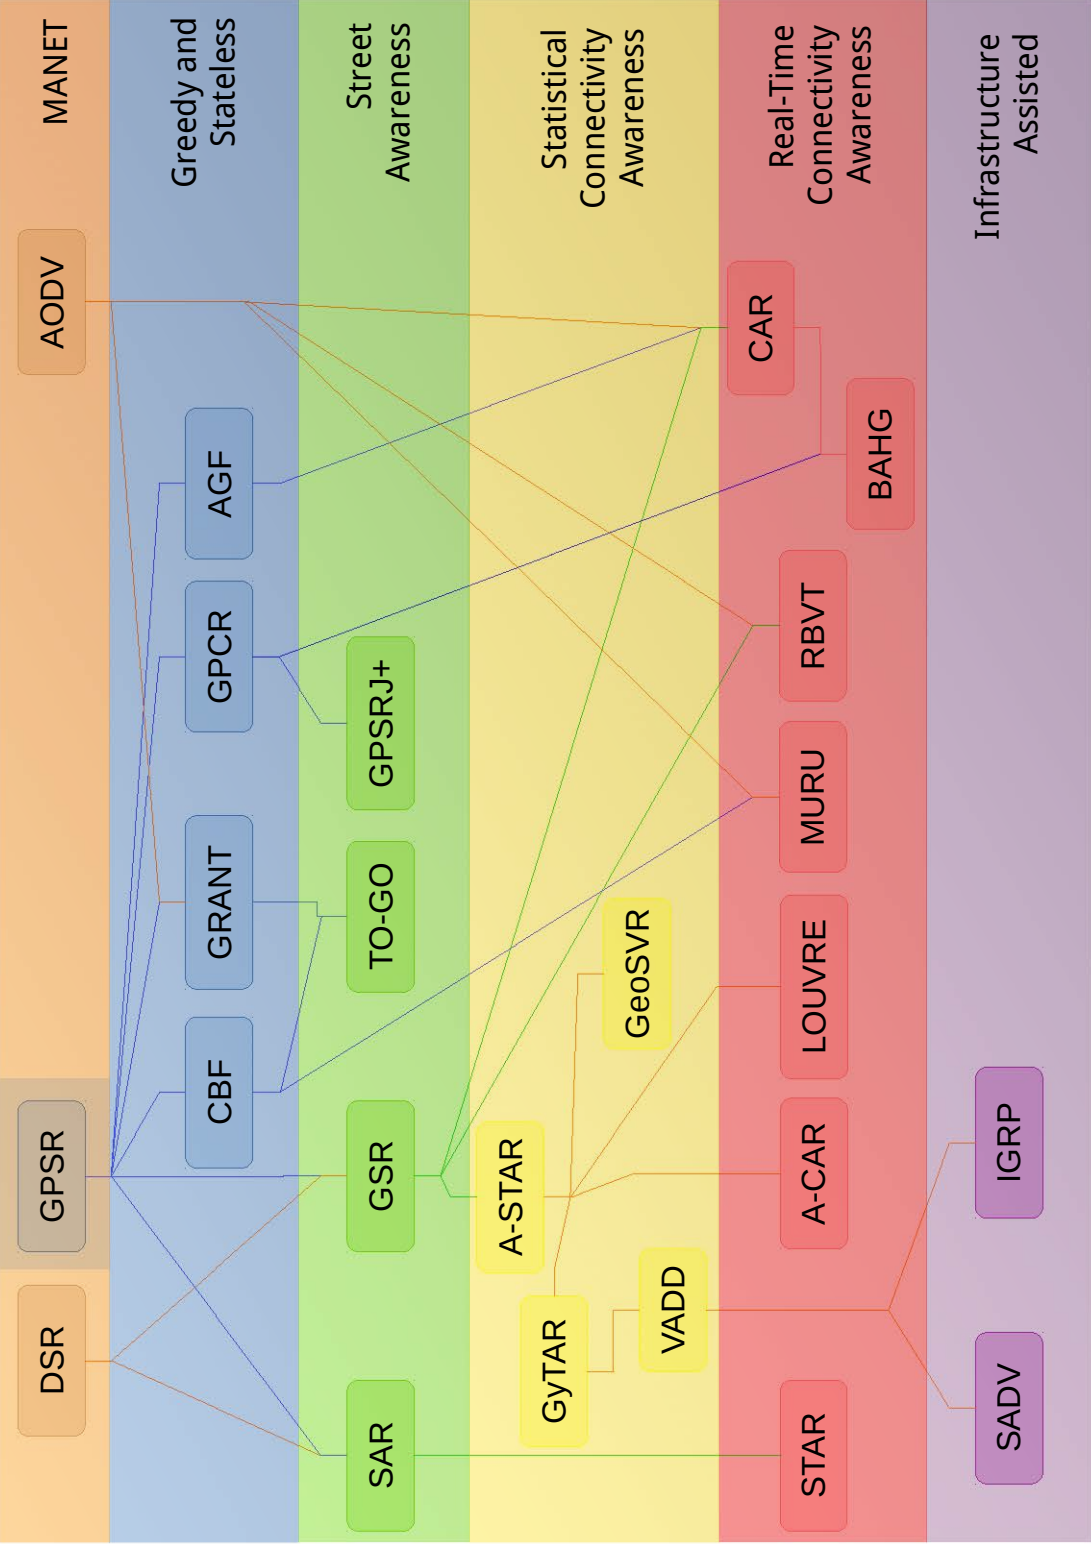 MANET
DSR
GPSR
AODV
Greedy and
Stateless
CBF
GRANT
GPCR
AGF
Street
Awareness
SAR
GSR
TO-GO
GPSRJ+
Statistical
Connectivity
Awareness
GyTAR
A-STAR
VADD
GeoSVR
Real-Time
Connectivity
Awareness
STAR
A-CAR
LOUVRE
MURU
RBVT
CAR
BAHG
Infrastructure
Assisted
SADV
IGRP